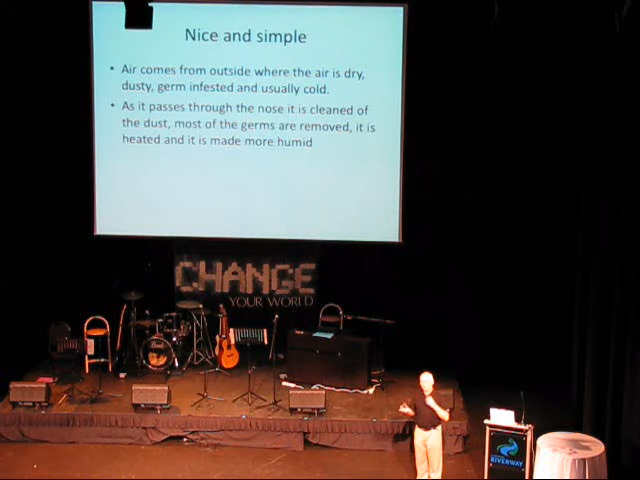 Nice and simple
• Air comes from outside where the air is dry,
dusty, germ infested and usually cold.
• As it passes through the nose it is cleaned of
the dust, most of the germs are removed, it is
heated and it is made more humid
CHANGE
YOUR WORLD
RIVERWAY